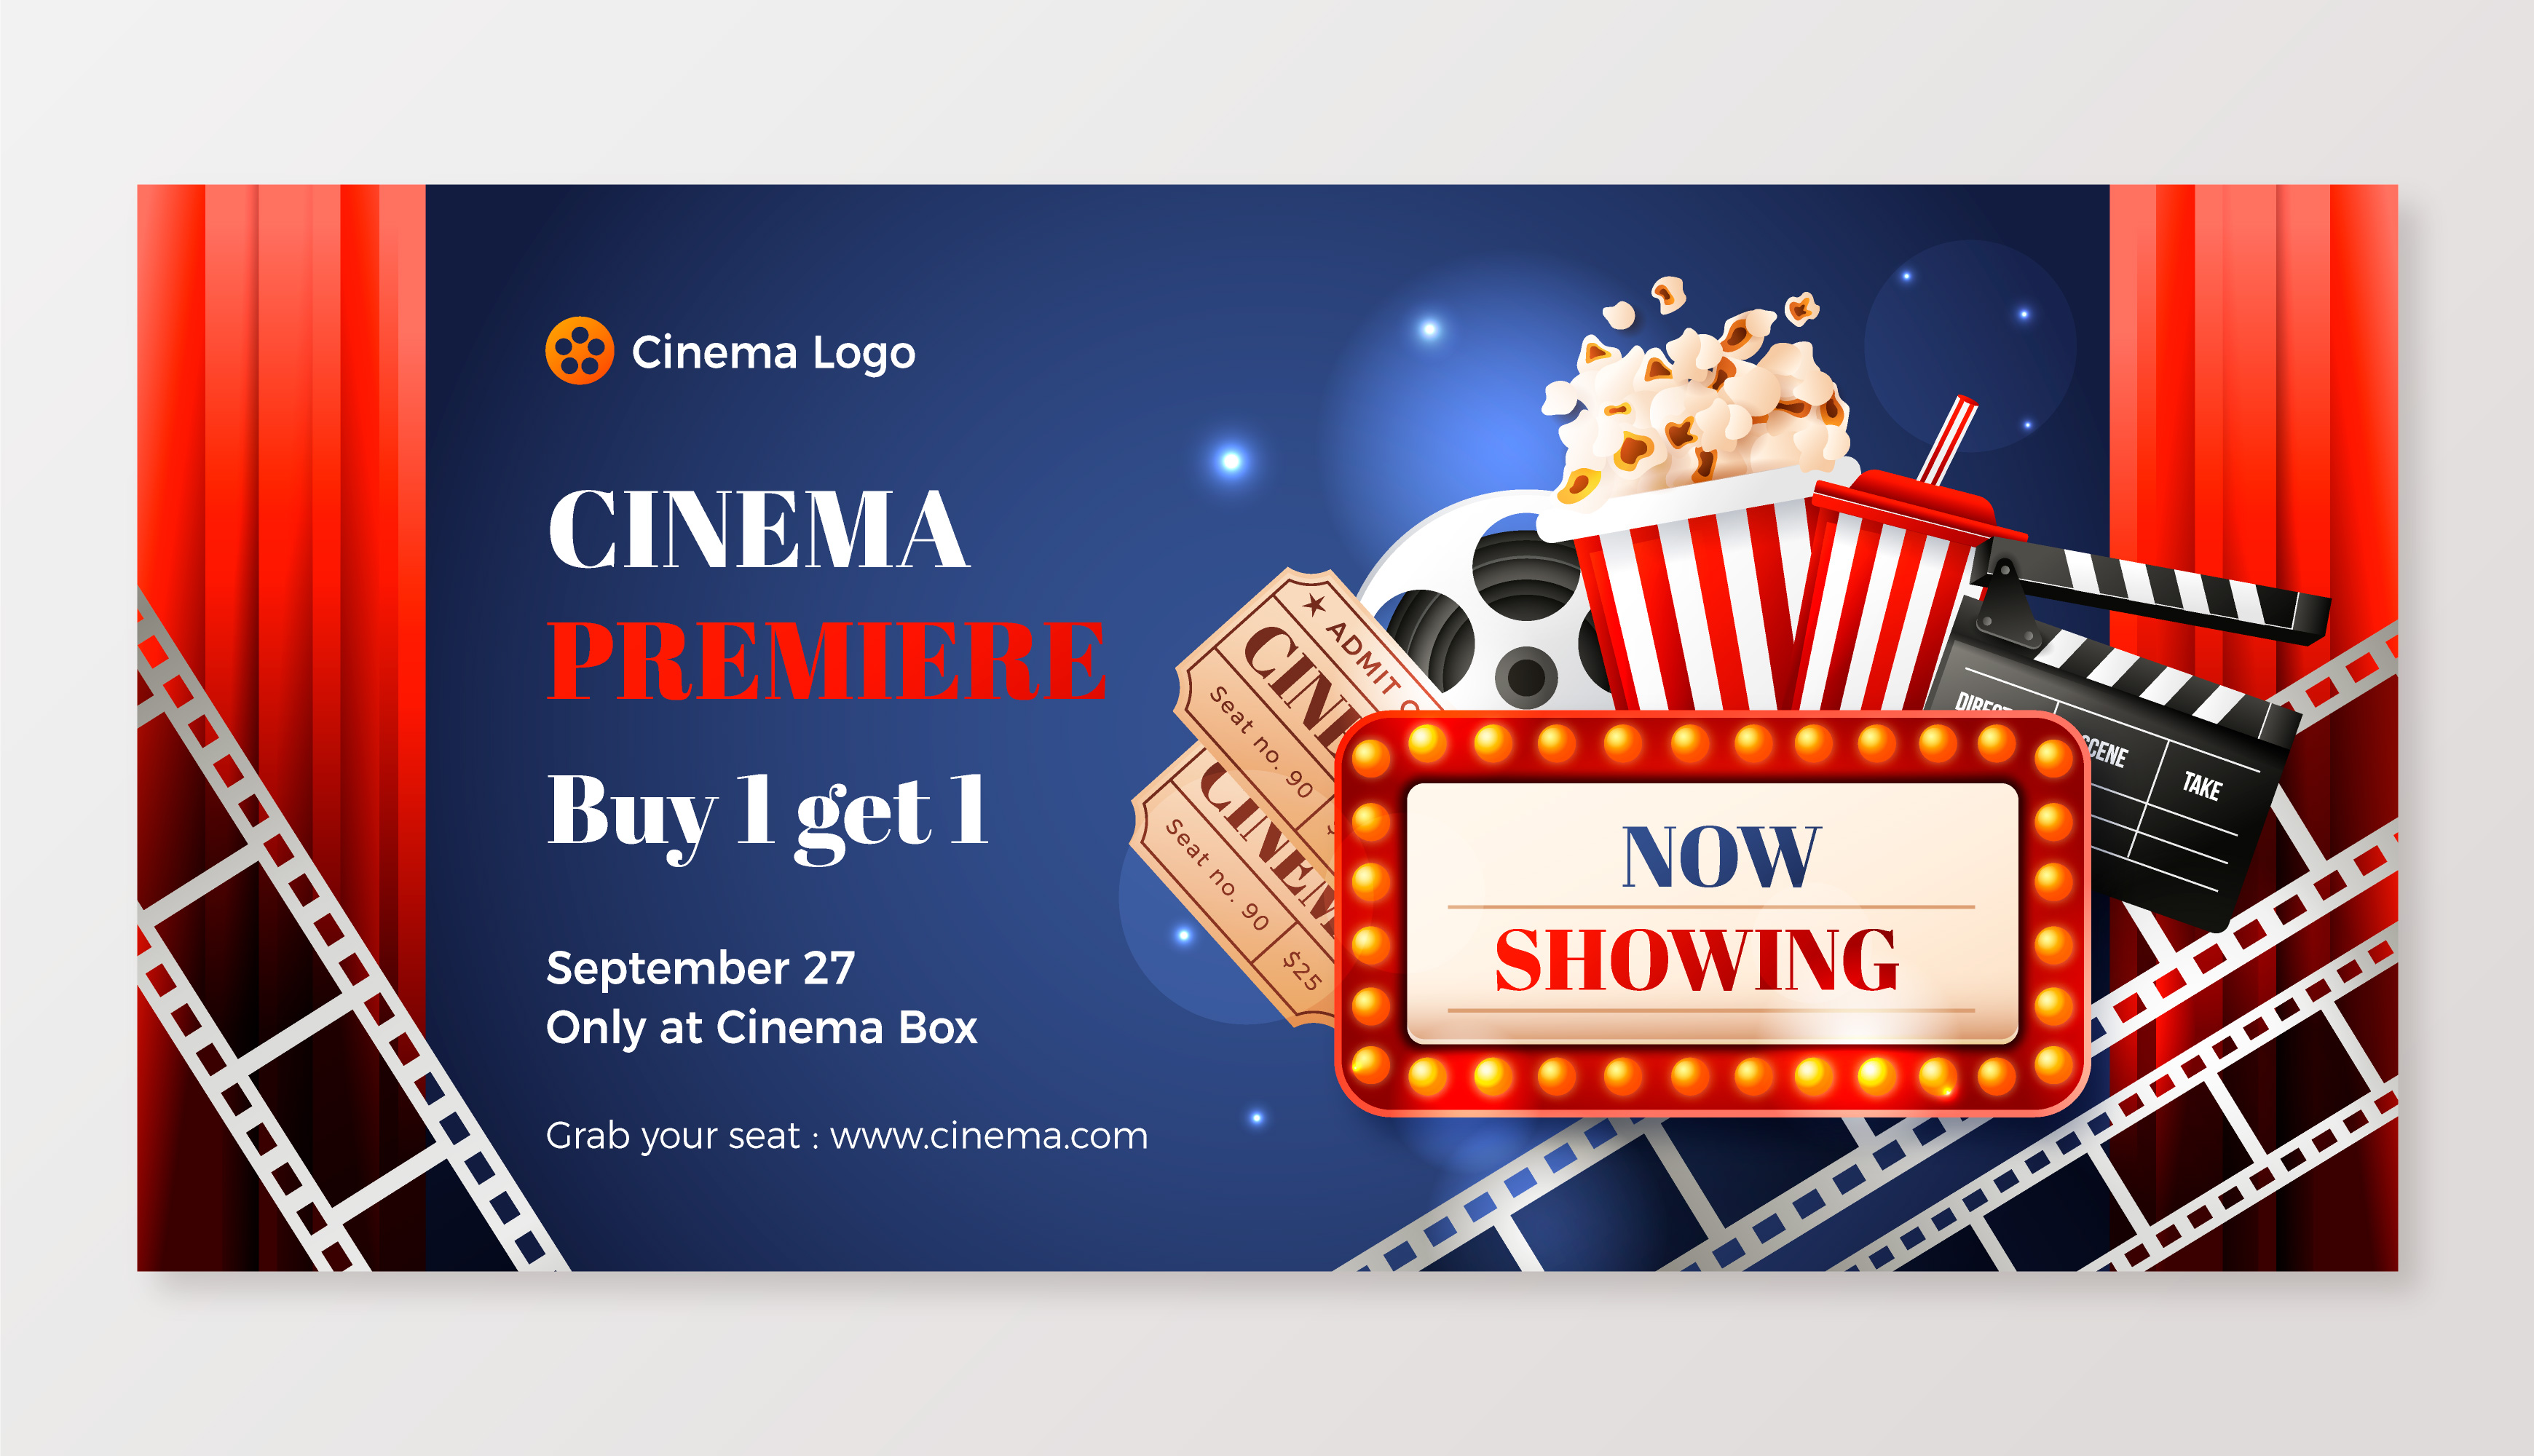 Cinema Logo
CINEMA
PREMIERE
Buy 1 get 1
September 27
Only at Cinema Box
Grab your seat : www.cinema.com
★ ADMIT
Seat no. 90
Seat no. 90
$25
NOW
SHOWING
TAKE